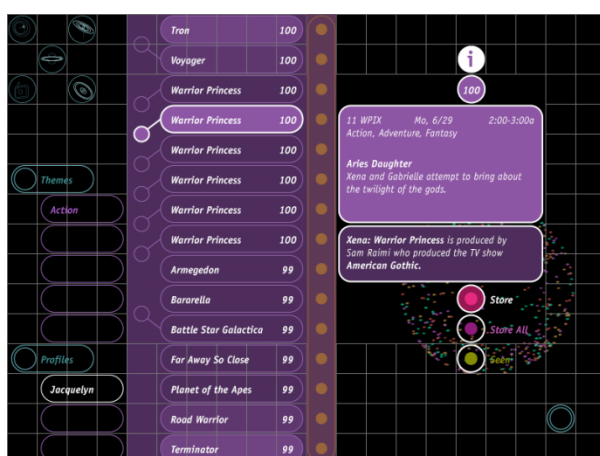 Tron 100
Voyager 100
Warrior Princess 100
Warrior Princess 100
Warrior Princess 100
Warrior Princess 100
Warrior Princess 100
Warrior Princess 100
Armegedon 99
Bararella 99
Battle Star Galactica 99
Far Away So Close 99
Planet of the Apes 99
Road Warrior 99
Terminator 99
Themes
Action
Profiles
Jacquelyn
i
100
11 WPIX Mo, 6/29 2:00-3:00a
Action, Adventure, Fantasy
Aries Daughter
Xena and Gabrielle attempt to bring about
the twilight of the gods.
Xena: Warrior Princess is produced by
Sam Raimi who produced the TV show
American Gothic.
Store
Store All
Seen